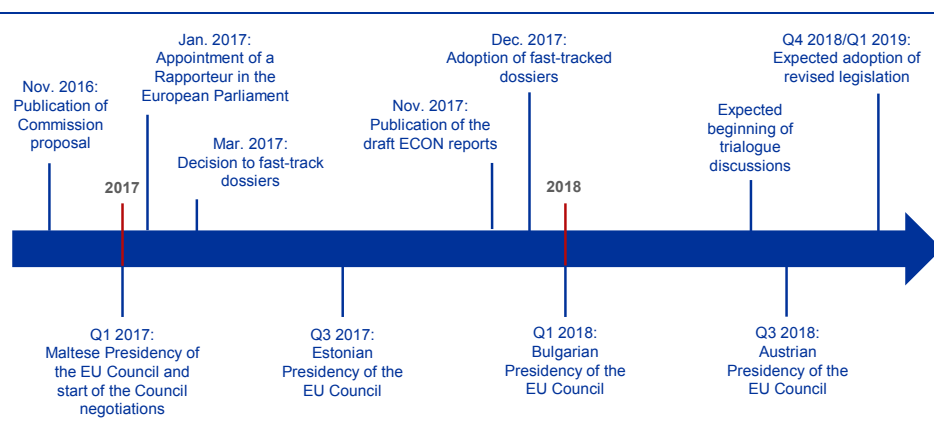 Nov. 2016:
Publication of
Commission
proposal
Jan. 2017:
Appointment of a
Rapporteur in the
European Parliament
Mar. 2017:
Decision to fast-track
dossiers
Nov. 2017:
Publication of the
draft ECON reports
Dec. 2017:
Adoption of fast-tracked
dossiers
Expected
beginning of
trialogue
discussions
Q4 2018/Q1 2019:
Expected adoption of
revised legislation
2017
2018
Q1 2017:
Maltese Presidency of
the EU Council and
start of the Council
negotiations
Q3 2017:
Estonian
Presidency of the
EU Council
Q1 2018:
Bulgarian
Presidency of the
EU Council
Q3 2018:
Austrian
Presidency of the
EU Council